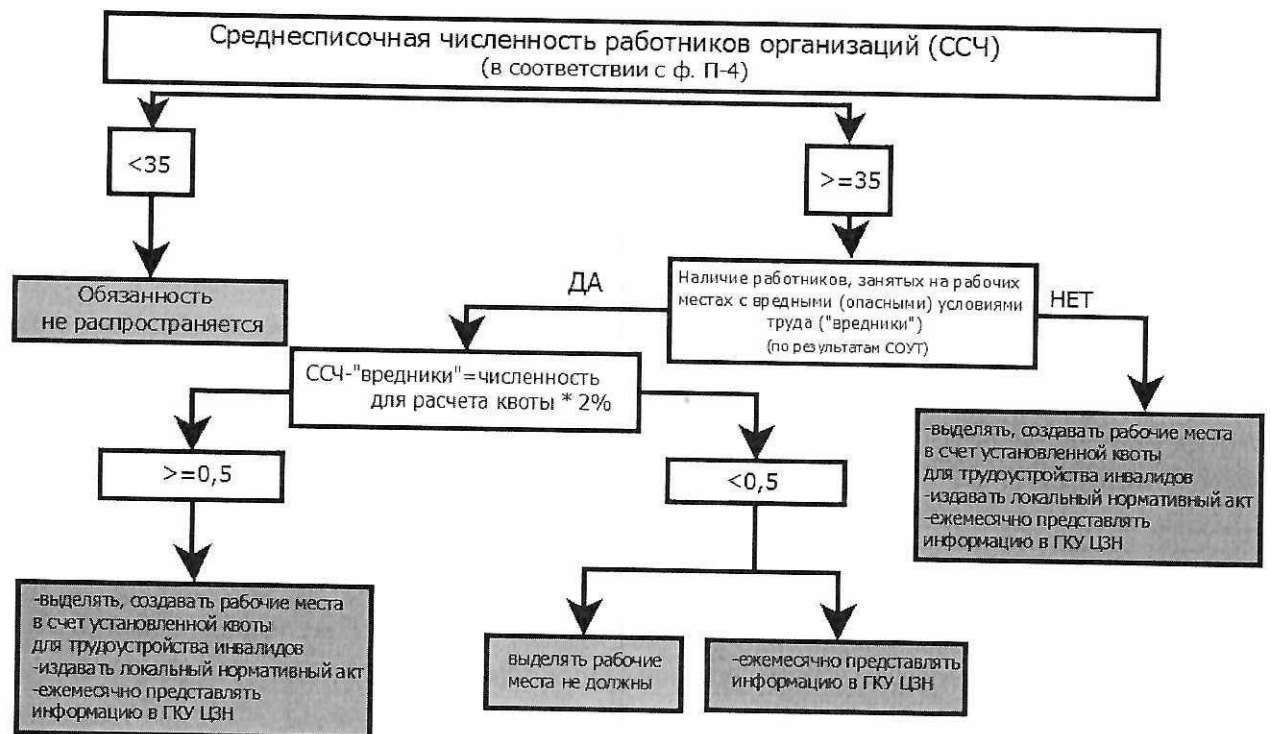 Среднесписочная численность работников организаций (ССЧ)
(в соответствии с ф. П-4)
<35
>=35
Обязанность
не распространяется
ДА
Наличие работников, занятых на рабочих
местах с вредными (опасными) условиями
труда ("вредники")
(по результатам СОУТ)
НЕТ
ССЧ-"вредники"=численность
для расчета квоты * 2%
>=0,5
<0,5
-выделять, создавать рабочие места
в счет установленной квоты
для трудоустройства инвалидов
-издавать локальный нормативный акт
-ежемесячно представлять
информацию в ГКУ ЦЗН
-выделять, создавать рабочие места
в счет установленной квоты
для трудоустройства инвалидов
-издавать локальный нормативный акт
-ежемесячно представлять
информацию в ГКУ ЦЗН
выделять рабочие
места не должны
-ежемесячно представлять
информацию в ГКУ ЦЗН